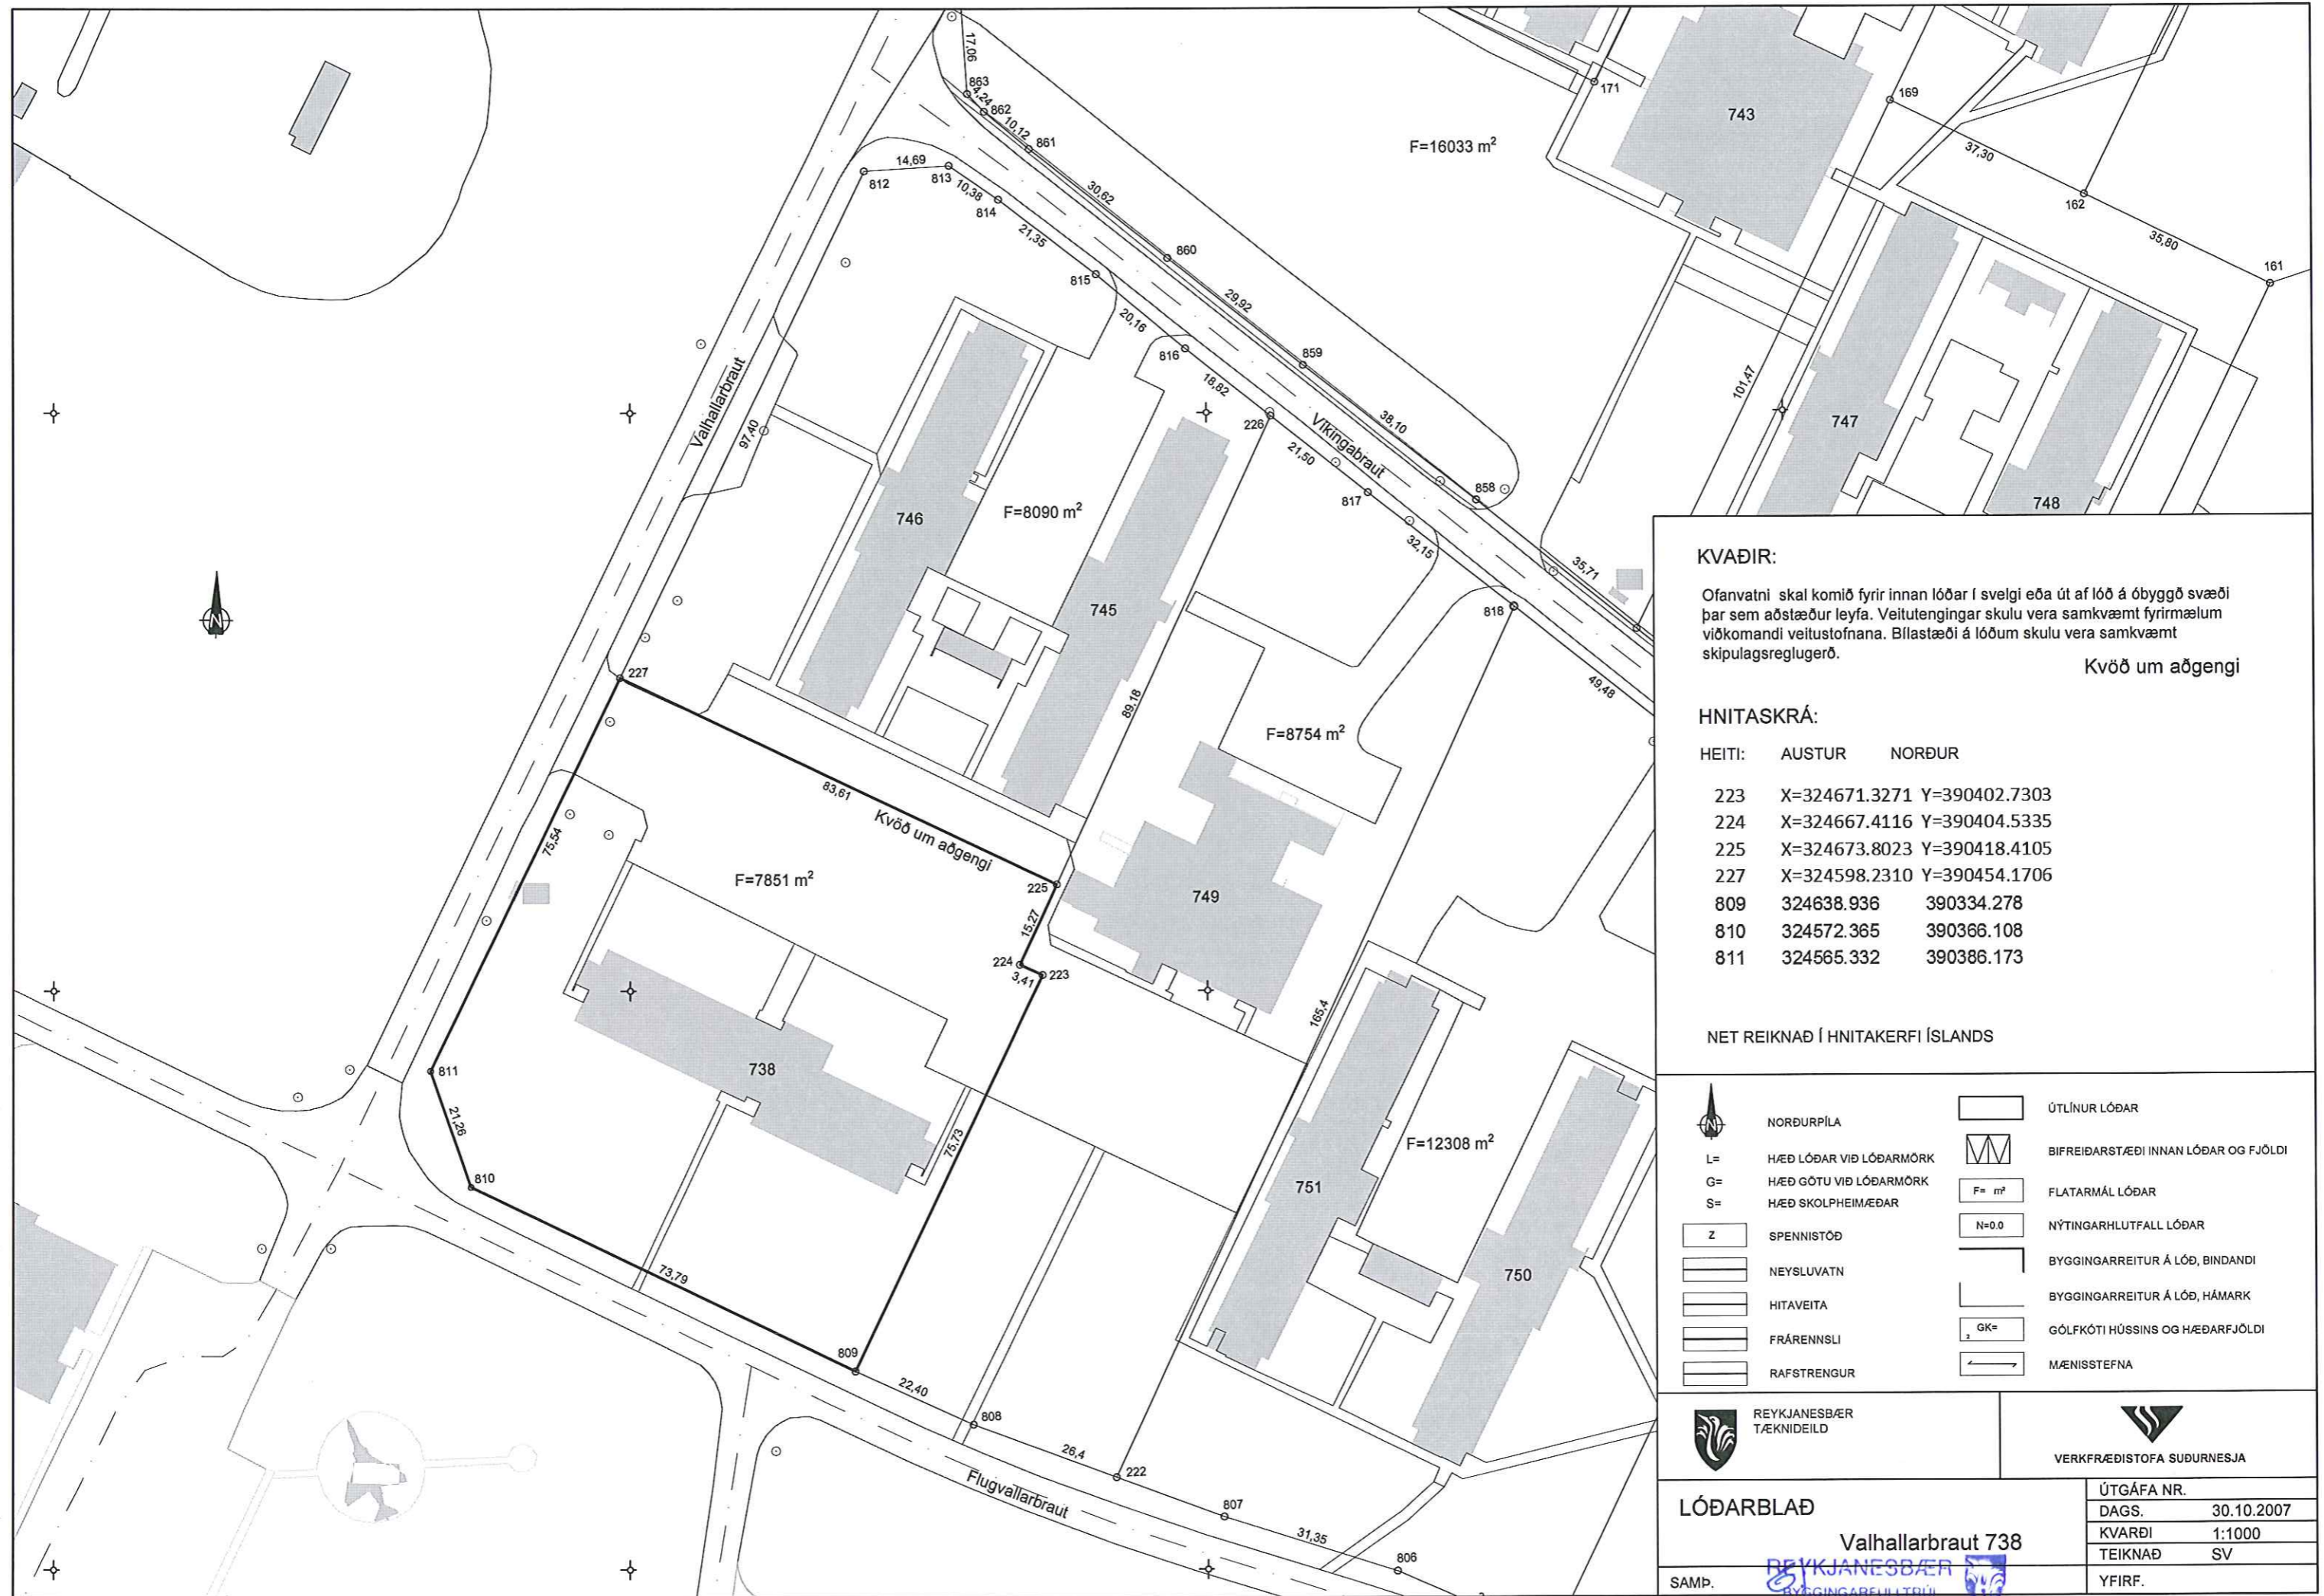 17,06
863
4,24
862
10,12
861
14,69
812
813
10,38
814
30,62
21,35
815
860
20,16
816
29,92
859
18,82
226
38,10
Víkingabraut
21,50
817
858
32,15
818
35,71
49,48
171
743
169
F=16033 m²
37,30
162
35,80
161
101,47
747
748
Valhallarbraut
97,40
746
F=8090 m²
745
227
89,18
F=8754 m²
83,61
Kvöð um aðgengi
75,54
F=7851 m²
225
749
15,27
224
3,41
223
165,4
738
811
21,26
810
75,73
F=12308 m²
751
750
73,79
809
22,40
808
26,4
222
Flugvallarbraut
807
31,35
806
N
KVAÐIR:
Ofanvatni skal komið fyrir innan lóðar í svelgi eða út af lóð á óbyggð svæði
þar sem aðstæður leyfa. Veitutengingar skulu vera samkvæmt fyrirmælum
viðkomandi veitustofnana. Bílastæði á lóðum skulu vera samkvæmt
skipulagsreglugerð.
Kvöð um aðgengi
HNITASKRÁ:
HEITI: AUSTUR NORÐUR
223 X=324671.3271 Y=390402.7303
224 X=324667.4116 Y=390404.5335
225 X=324673.8023 Y=390418.4105
227 X=324598.2310 Y=390454.1706
809 324638.936 390334.278
810 324572.365 390366.108
811 324565.332 390386.173
NET REIKNAÐ Í HNITAKERFI ÍSLANDS
N NORÐURPÍLA
L= HÆÐ LÓÐAR VIÐ LÓÐARMÖRK
G= HÆÐ GÖTU VIÐ LÓÐARMÖRK
S= HÆÐ SKOLPHEIMÆÐAR
Z SPENNISTÖÐ
NEYSLUVATN
HITAVEITA
FRÁRENNSLI
RAFSTRENGUR
ÚTLÍNUR LÓÐAR
BIFREIÐARSTÆÐI INNAN LÓÐAR OG FJÖLDI
F= m² FLATARMÁL LÓÐAR
N=0.0 NÝTINGARHLUTFALL LÓÐAR
BYGGINGARREITUR Á LÓÐ, BINDANDI
BYGGINGARREITUR Á LÓÐ, HÁMARK
2 GK= GÓLFKÓTI HÚSSINS OG HÆÐARFJÖLDI
MÆNISSTEFNA
REYKJANESBÆR
TÆKNIDEILD
VERKFRÆÐISTOFA SUÐURNESJA
LÓÐARBLAÐ
Valhallarbraut 738
ÚTGÁFA NR.
DAGS. 30.10.2007
KVARÐI 1:1000
TEIKNAÐ SV
YFIRF.
SAMÞ.
REYKJANESBÆR